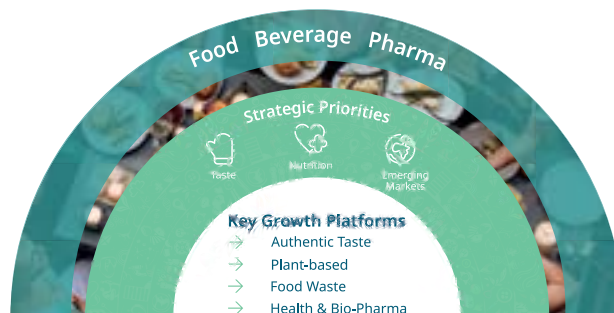 Food Beverage Pharma
Strategic Priorities
Taste
Nutrition
Emerging
Markets
Key Growth Platforms
Authentic Taste
Plant-based
Food Waste
Health & Bio-Pharma